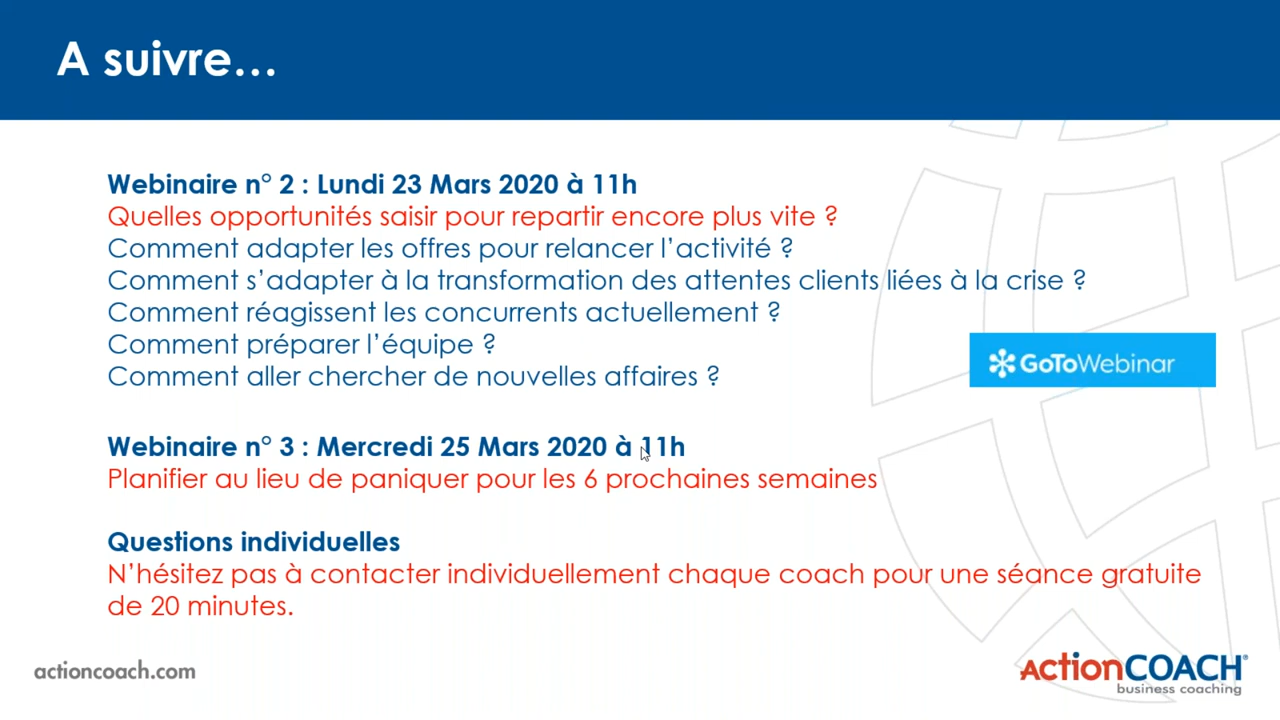 A suivre...
Webinaire n° 2 : Lundi 23 Mars 2020 à 11h
Quelles opportunités saisir pour repartir encore plus vite ?
Comment adapter les offres pour relancer l’activité ?
Comment s’adapter à la transformation des attentes clients liées à la crise ?
Comment réagissent les concurrents actuellement ?
Comment préparer l’équipe ?
GoToWebinar
Comment aller chercher de nouvelles affaires ?
Webinaire n° 3 : Mercredi 25 Mars 2020 à 11h
Planifier au lieu de paniquer pour les 6 prochaines semaines
Questions individuelles
N’hésitez pas à contacter individuellement chaque coach pour une séance gratuite
de 20 minutes.
actioncoach.com
ActionCOACH®
business coaching